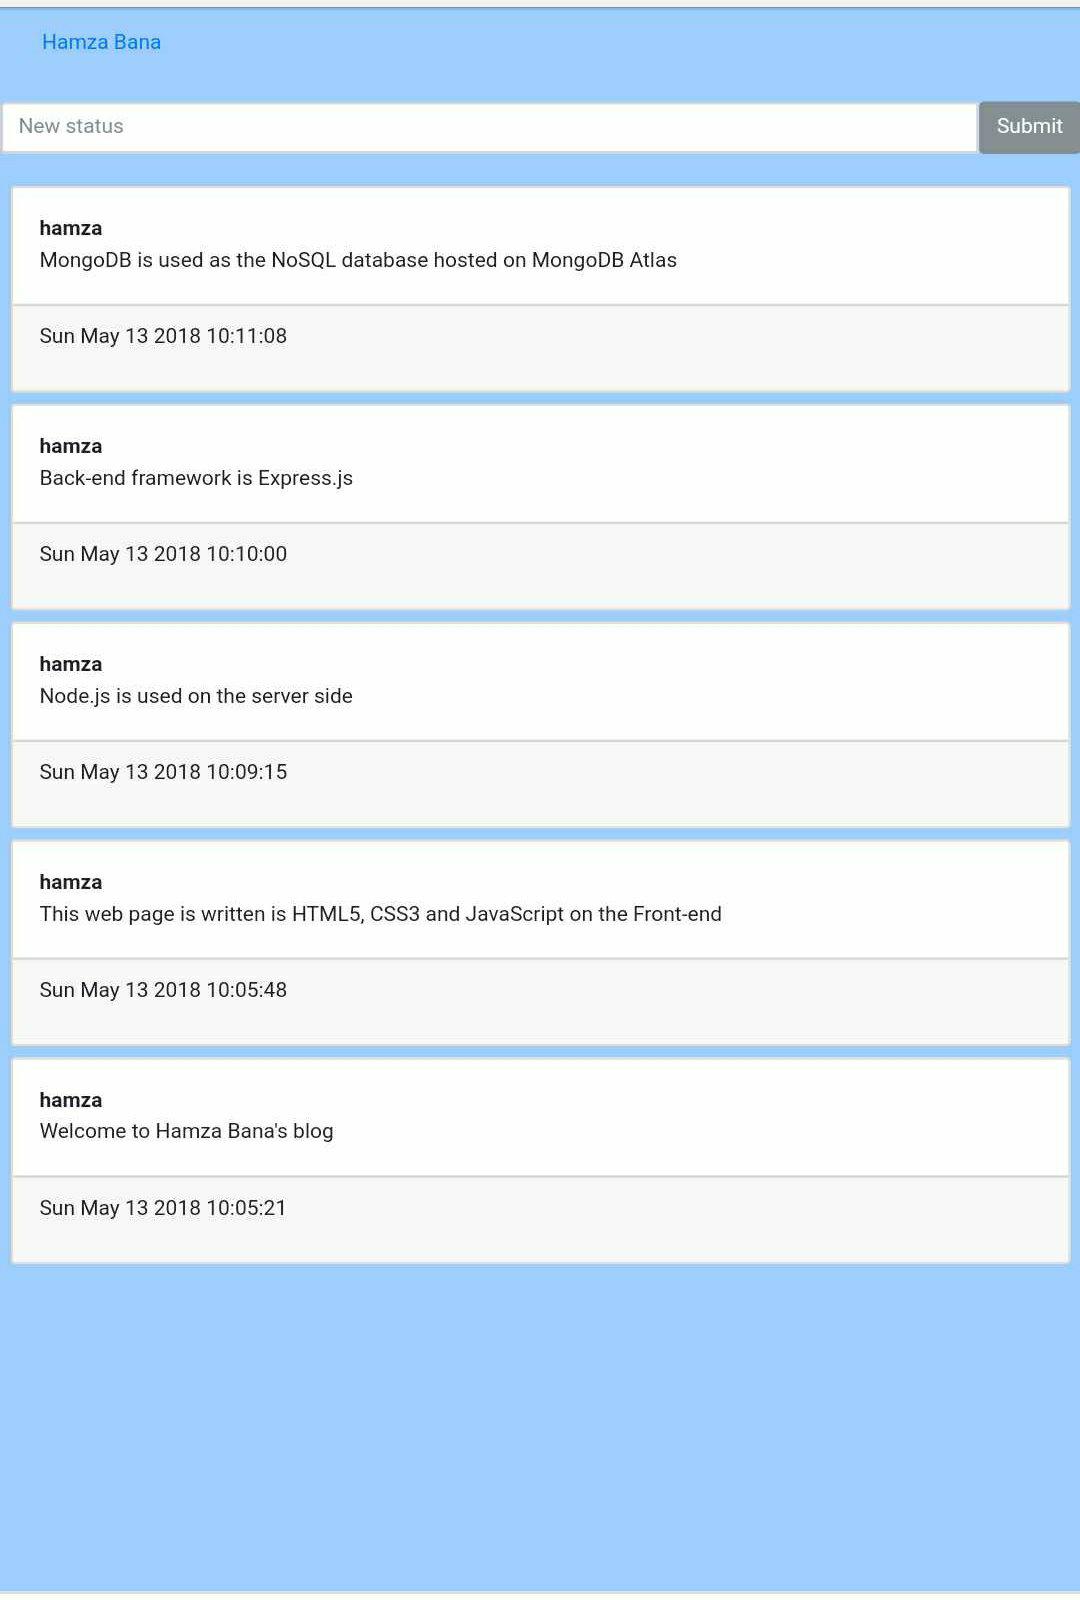 Hamza Bana
New status
Submit
hamza
MongoDB is used as the NoSQL database hosted on MongoDB Atlas
Sun May 13 2018 10:11:08
hamza
Back-end framework is Express.js
Sun May 13 2018 10:10:00
hamza
Node.js is used on the server side
Sun May 13 2018 10:09:15
hamza
This web page is written is HTML5, CSS3 and JavaScript on the Front-end
Sun May 13 2018 10:05:48
hamza
Welcome to Hamza Bana's blog
Sun May 13 2018 10:05:21